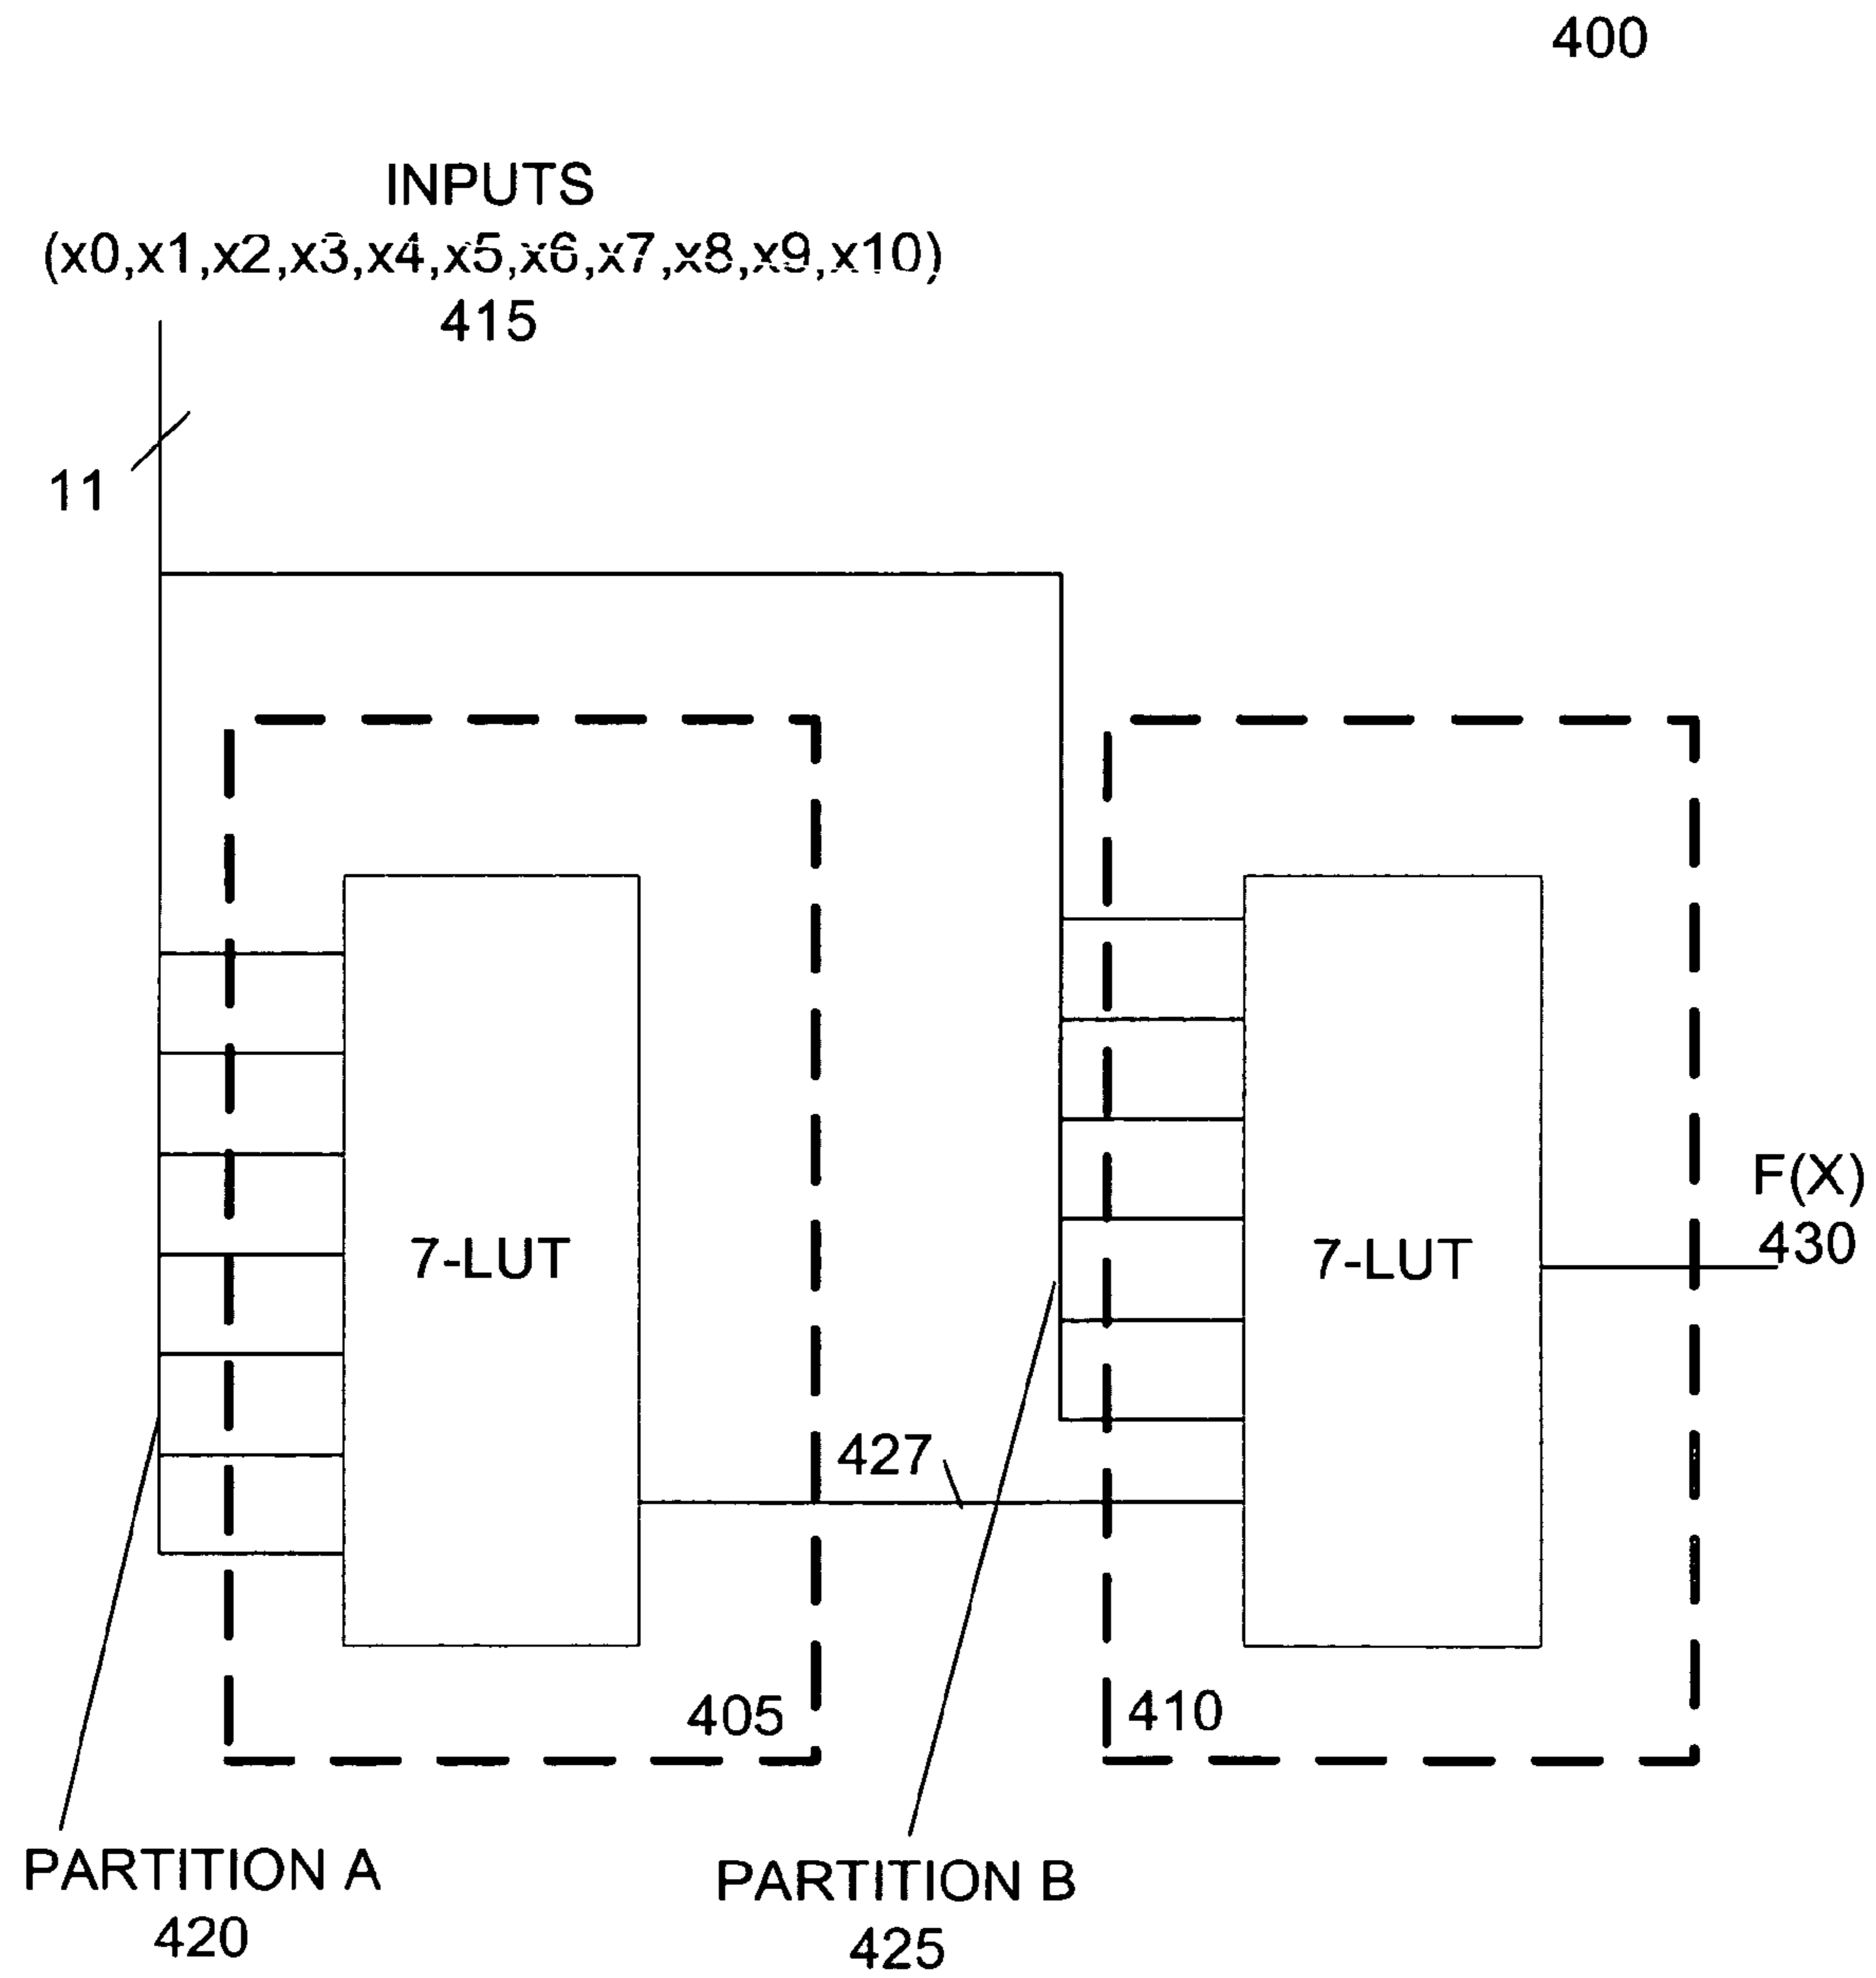 400
INPUTS
(x0,x1,x2,x3,x4,x5,x6,x7,x8,x9,x10)
415
11
7-LUT
7-LUT
F(X)
430
427
405
410
PARTITION A
420
PARTITION B
425